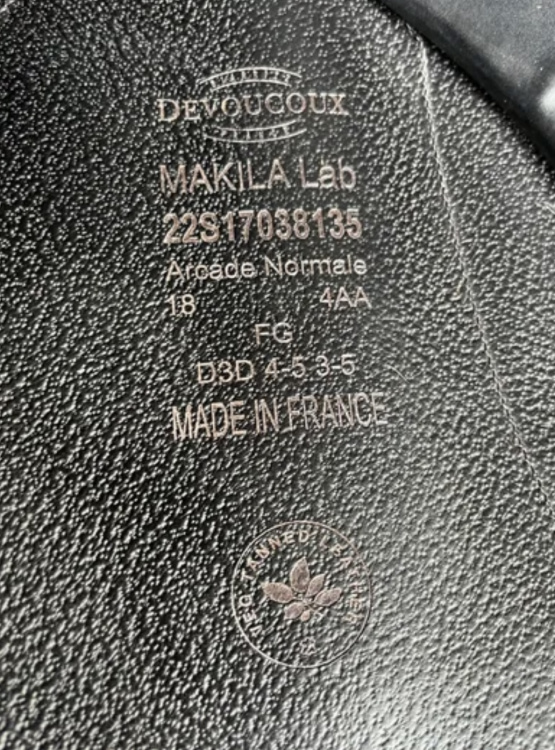 DEVOUCOUX
MAKILA Lab
22S17038135
Arcade Normale
18 4AA
FG
D3D 4-5 3-5
MADE IN FRANCE
VEG TANNED LEATHER